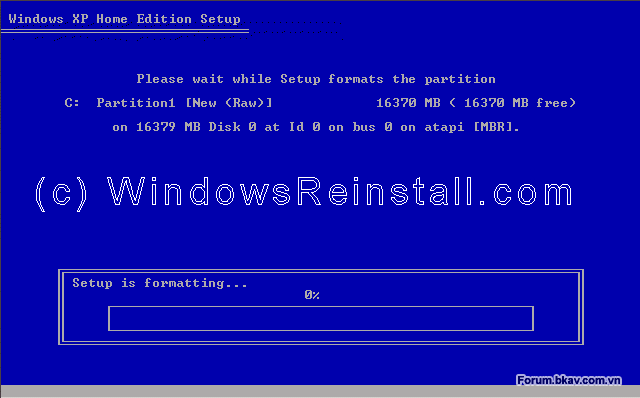 Windows XP Home Edition Setup
Please wait while Setup formats the partition
C: Partition1 [New (Raw)] 16370 MB ( 16370 MB free)
on 16379 MB Disk 0 at Id 0 on bus 0 on atapi [MBR].
(c) WindowsReinstall.com
Setup is formatting...
0%
Forum.bkav.com.vn